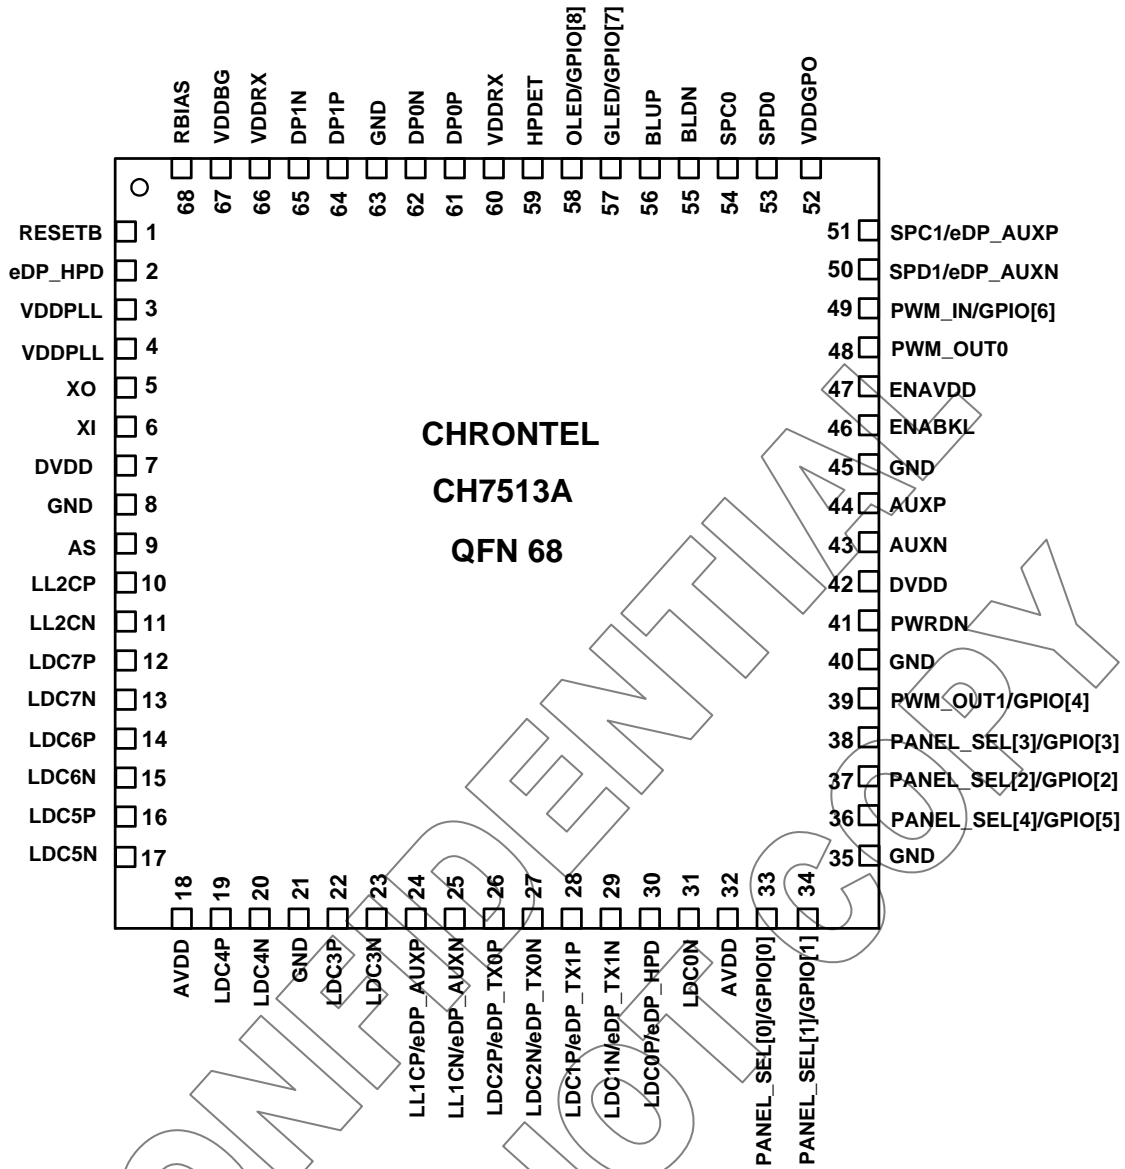 RBIAS
VDDBG
VDDRX
DP1N
DP1P
GND
DP0N
DP0P
VDDRX
HPDET
OLED/GPIO[8]
GLED/GPIO[7]
BLUP
BLDN
SPC0
SPD0
VDDGPO
68
67
66
65
64
63
62
61
60
59
58
57
56
55
54
53
52
RESETB 1
eDP_HPD 2
VDDPLL 3
VDDPLL 4
XO 5
XI 6
DVDD 7
GND 8
AS 9
LL2CP 10
LL2CN 11
LDC7P 12
LDC7N 13
LDC6P 14
LDC6N 15
LDC5P 16
LDC5N 17
CHRONTEL
CH7513A
QFN 68
51 SPC1/eDP_AUXP
50 SPD1/eDP_AUXN
49 PWM_IN/GPIO[6]
48 PWM_OUT0
47 ENAVDD
46 ENABKL
45 GND
44 AUXP
43 AUXN
42 DVDD
41 PWRDN
40 GND
39 PWM_OUT1/GPIO[4]
38 PANEL_SEL[3]/GPIO[3]
37 PANEL_SEL[2]/GPIO[2]
36 PANEL_SEL[4]/GPIO[5]
35 GND
18
19
20
21
22
23
24
25
26
27
28
29
30
31
32
33
34
AVDD
LDC4P
LDC4N
GND
LDC3P
LDC3N
LL1CP/eDP_AUXP
LL1CN/eDP_AUXN
LDC2P/eDP_TX0P
LDC2N/eDP_TX0N
LDC1P/eDP_TX1P
LDC1N/eDP_TX1N
LDC0P/eDP_HPD
LDC0N
AVDD
PANEL_SEL[0]/GPIO[0]
PANEL_SEL[1]/GPIO[1]
ONFIDENTIAL
NOT COPY